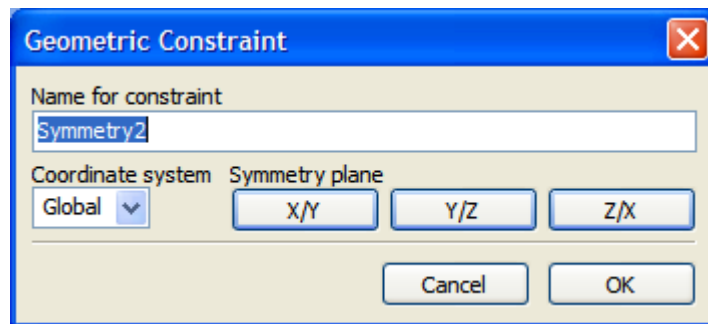 Geometric Constraint
Name for constraint
Symmetry2
Coordinate system Symmetry plane
Global X/Y Y/Z Z/X
Cancel OK